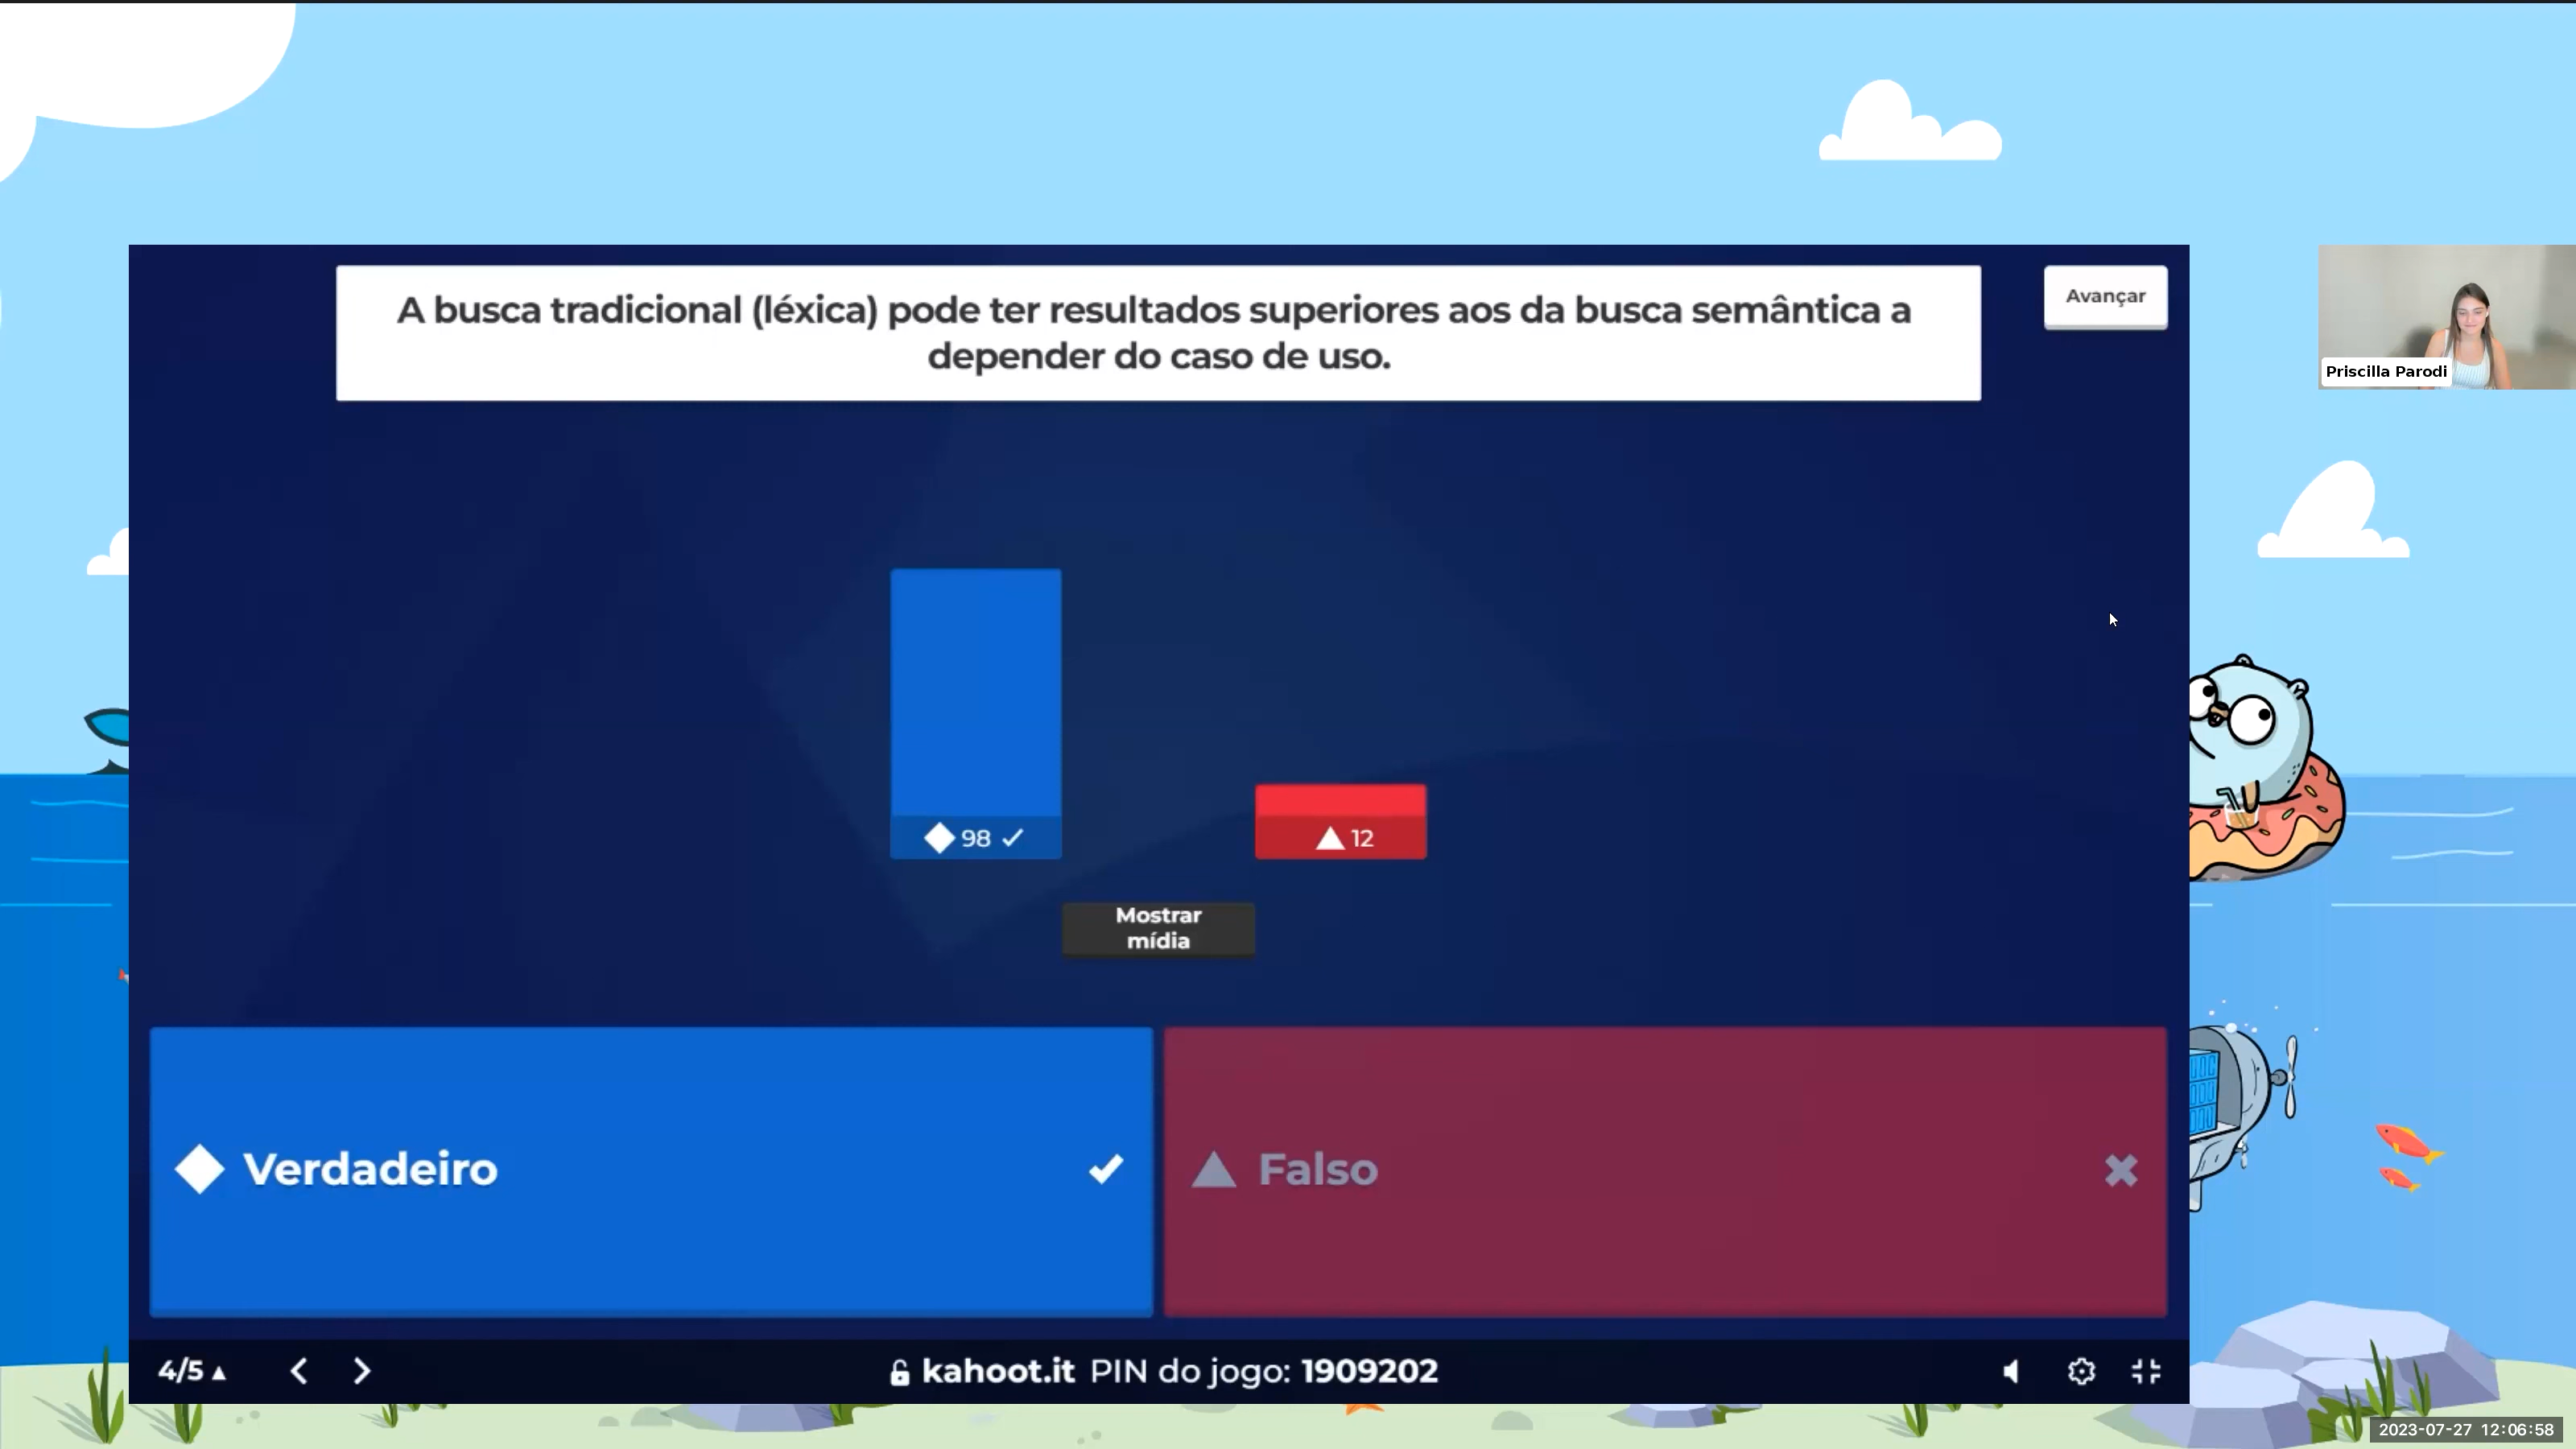 A busca tradicional (léxica) pode ter resultados superiores aos da busca semântica a
depender do caso de uso.
Avançar
Priscilla Parodi
98
12
Mostrar
mídia
Verdadeiro
Falso
4/5
kahoot.it PIN do jogo: 1909202
2023-07-27 12:06:58